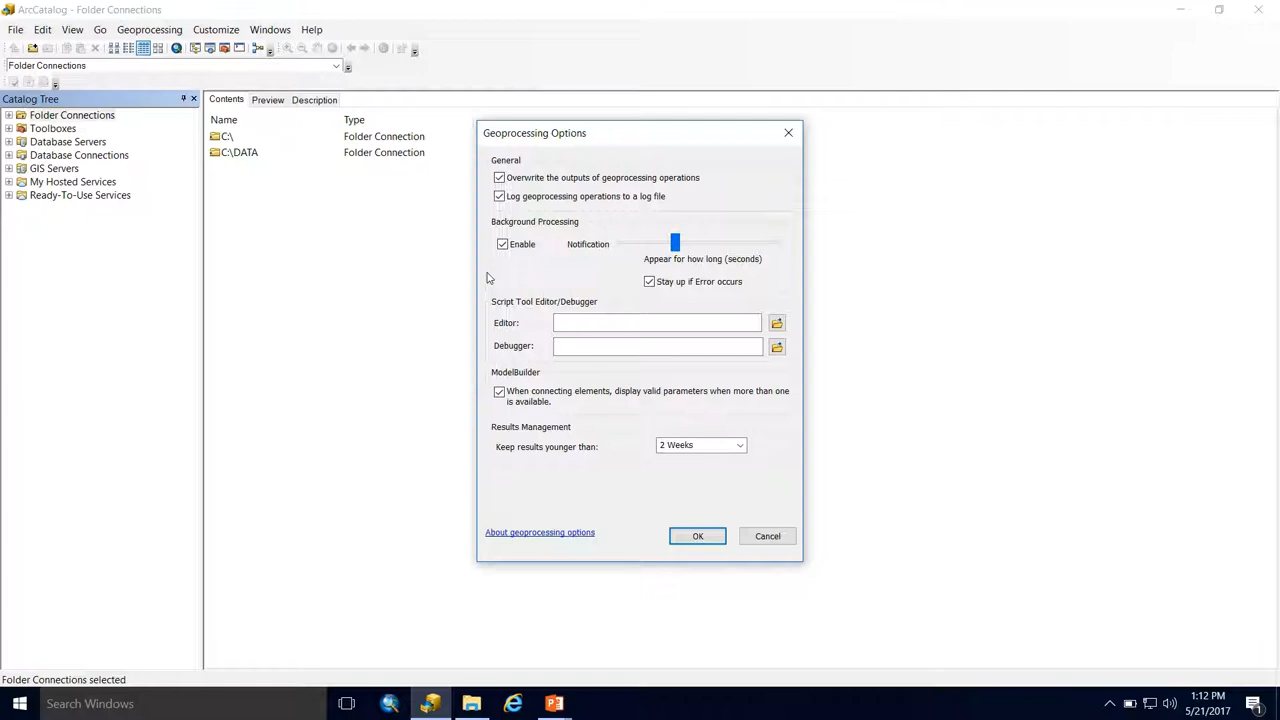 ArcCatalog - Folder Connections
File Edit View Go Geoprocessing Customize Windows Help
Folder Connections
Catalog Tree
Folder Connections
Toolboxes
Database Servers
Database Connections
GIS Servers
My Hosted Services
Ready-To-Use Services
Contents Preview Description
Name Type
C:\ Folder Connection
C:\DATA Folder Connection
Geoprocessing Options
General
Overwrite the outputs of geoprocessing operations
Log geoprocessing operations to a log file
Background Processing
Enable Notification
Appear for how long (seconds)
Stay up if Error occurs
Script Tool Editor/Debugger
Editor:
Debugger:
ModelBuilder
When connecting elements, display valid parameters when more than one
is available.
Results Management
Keep results younger than: 2 Weeks
About geoprocessing options OK Cancel
Folder Connections selected
Search Windows
1:12 PM
5/21/2017
1